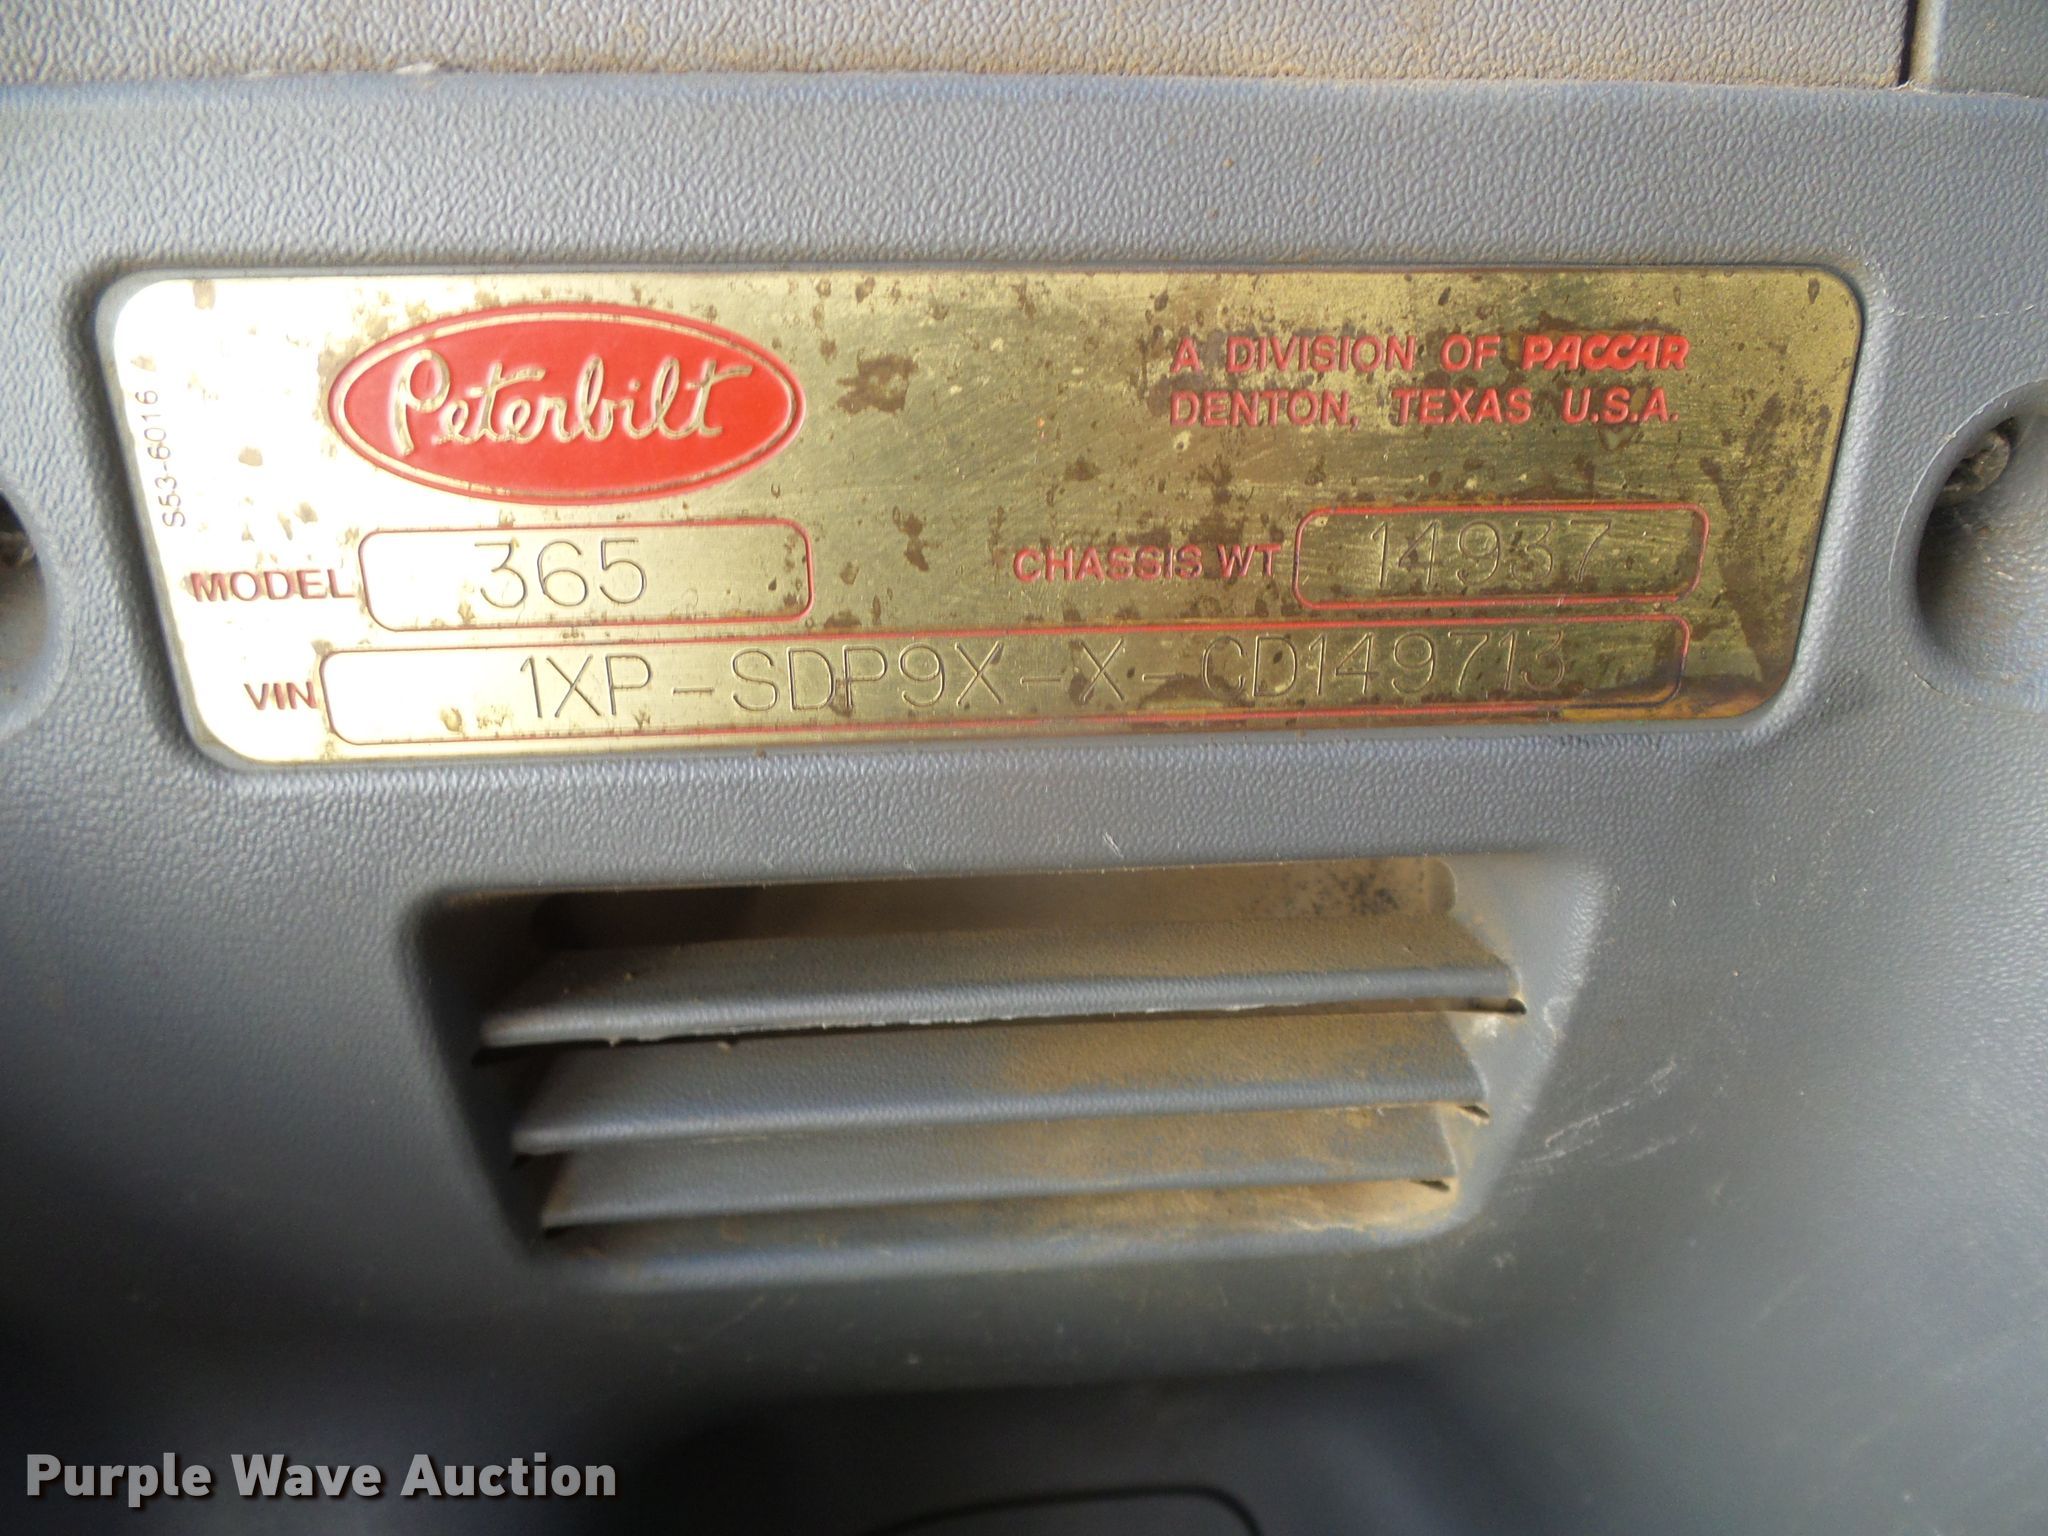 S53-6016
Peterbilt
A DIVISION OF PACCAR
DENTON, TEXAS U.S.A.
MODEL 365
CHASSIS WT 14937
VIN 1XP-SDP9X-X-CD149713
Purple Wave Auction